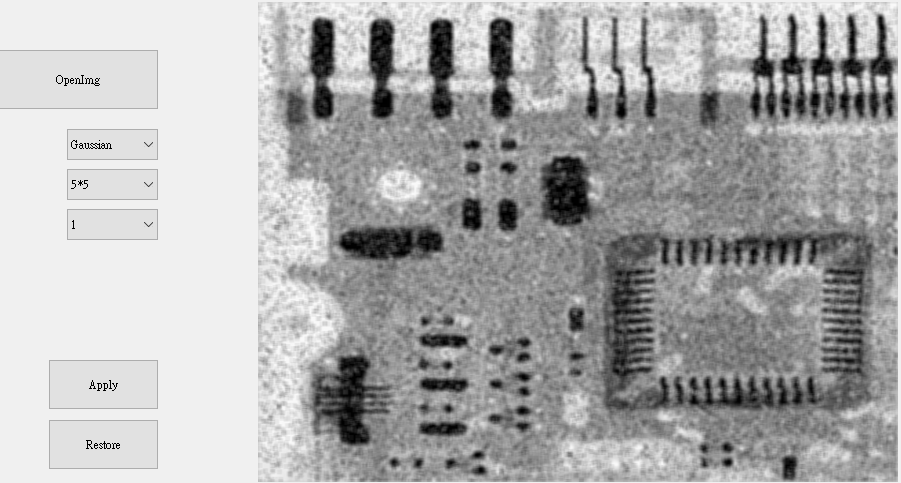 OpenImg
Gaussian
5*5
1
Apply
Restore